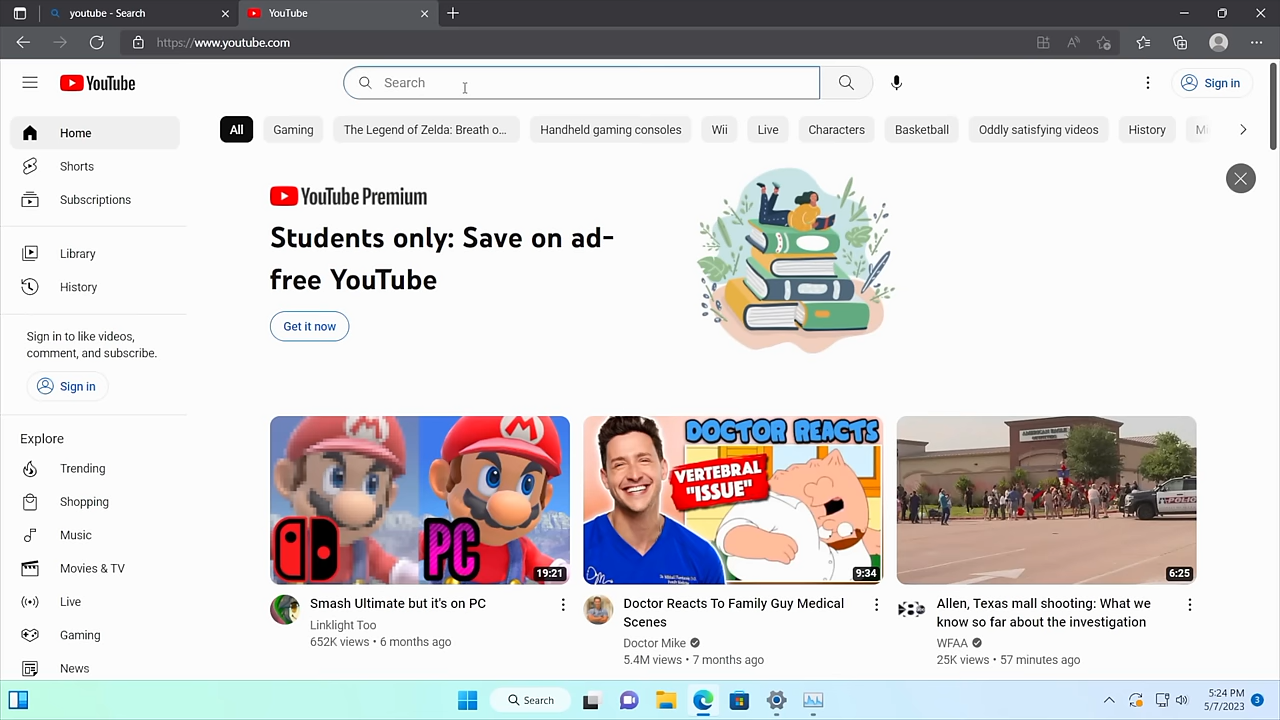 youtube - Search
YouTube
https://www.youtube.com
YouTube
Search
Sign in
All
Gaming
The Legend of Zelda: Breath o...
Handheld gaming consoles
Wii
Live
Characters
Basketball
Oddly satisfying videos
History
Home
Shorts
Subscriptions
Library
History
Sign in to like videos,
comment, and subscribe.
Sign in
Explore
Trending
Shopping
Music
Movies & TV
Live
Gaming
News
YouTube Premium
Students only: Save on ad-
free YouTube
Get it now
PC
19:21
Smash Ultimate but it's on PC
Linklight Too
652K views • 6 months ago
DOCTOR REACTS
VERTEBRAL
"ISSUE"
9:34
Doctor Reacts To Family Guy Medical
Scenes
Doctor Mike
5.4M views • 7 months ago
AMERICAN EAGLE
POLICE
6:25
Allen, Texas mall shooting: What we
know so far about the investigation
WFAA
25K views • 57 minutes ago
Search
5:24 PM
5/7/2023
3